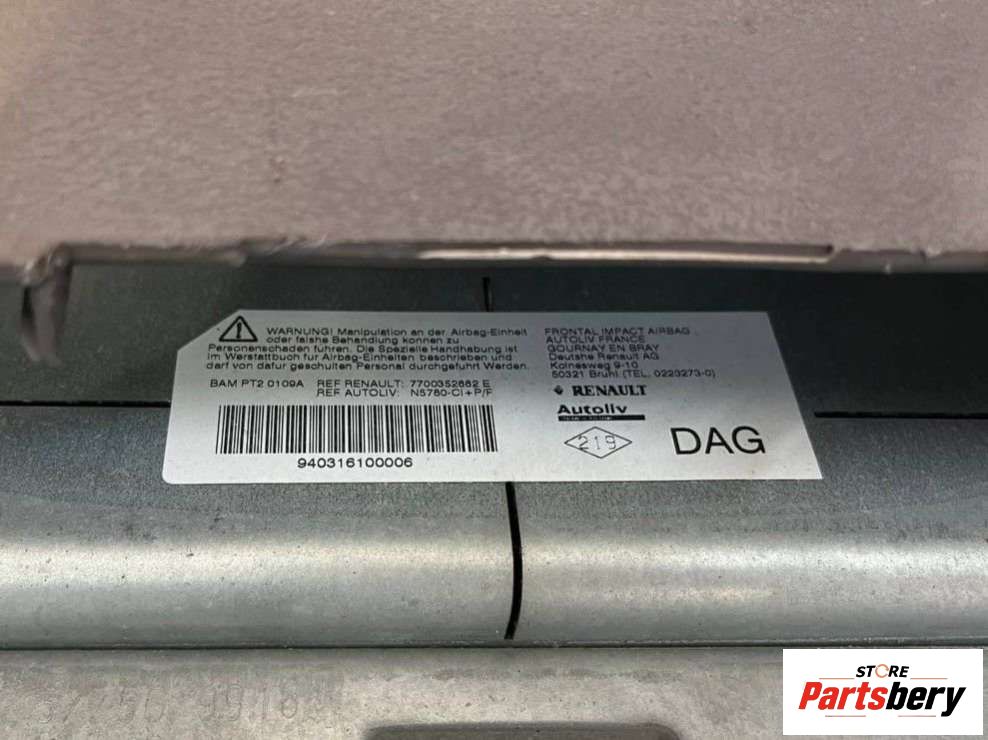 WARNUNG! Manipulation an der Airbag-Einheit
oder falshe Behandlung konnen zu
Personenschaden fuhren. Die Spezielle Handhabung ist
im Werstattbuch fur Airbag-Einheiten beschrieben und
darf von dafur geschulten Personal durchgefuhrt Werden.
BAM PT2 0109A REF RENAULT: 7700352682 E
REF AUTOLIV: N5780-CI+P/F
940316100006
FRONTAL IMPACT AIRBAG
AUTOLIV FRANCE
GOURNAY EN BRAY
Deutshe Renault AG
Kolnesweg 9-10
50321 Bruhl (TEL. 0223273-0)
RENAULT
Autoliv
219
DAG
STORE
Partsbery